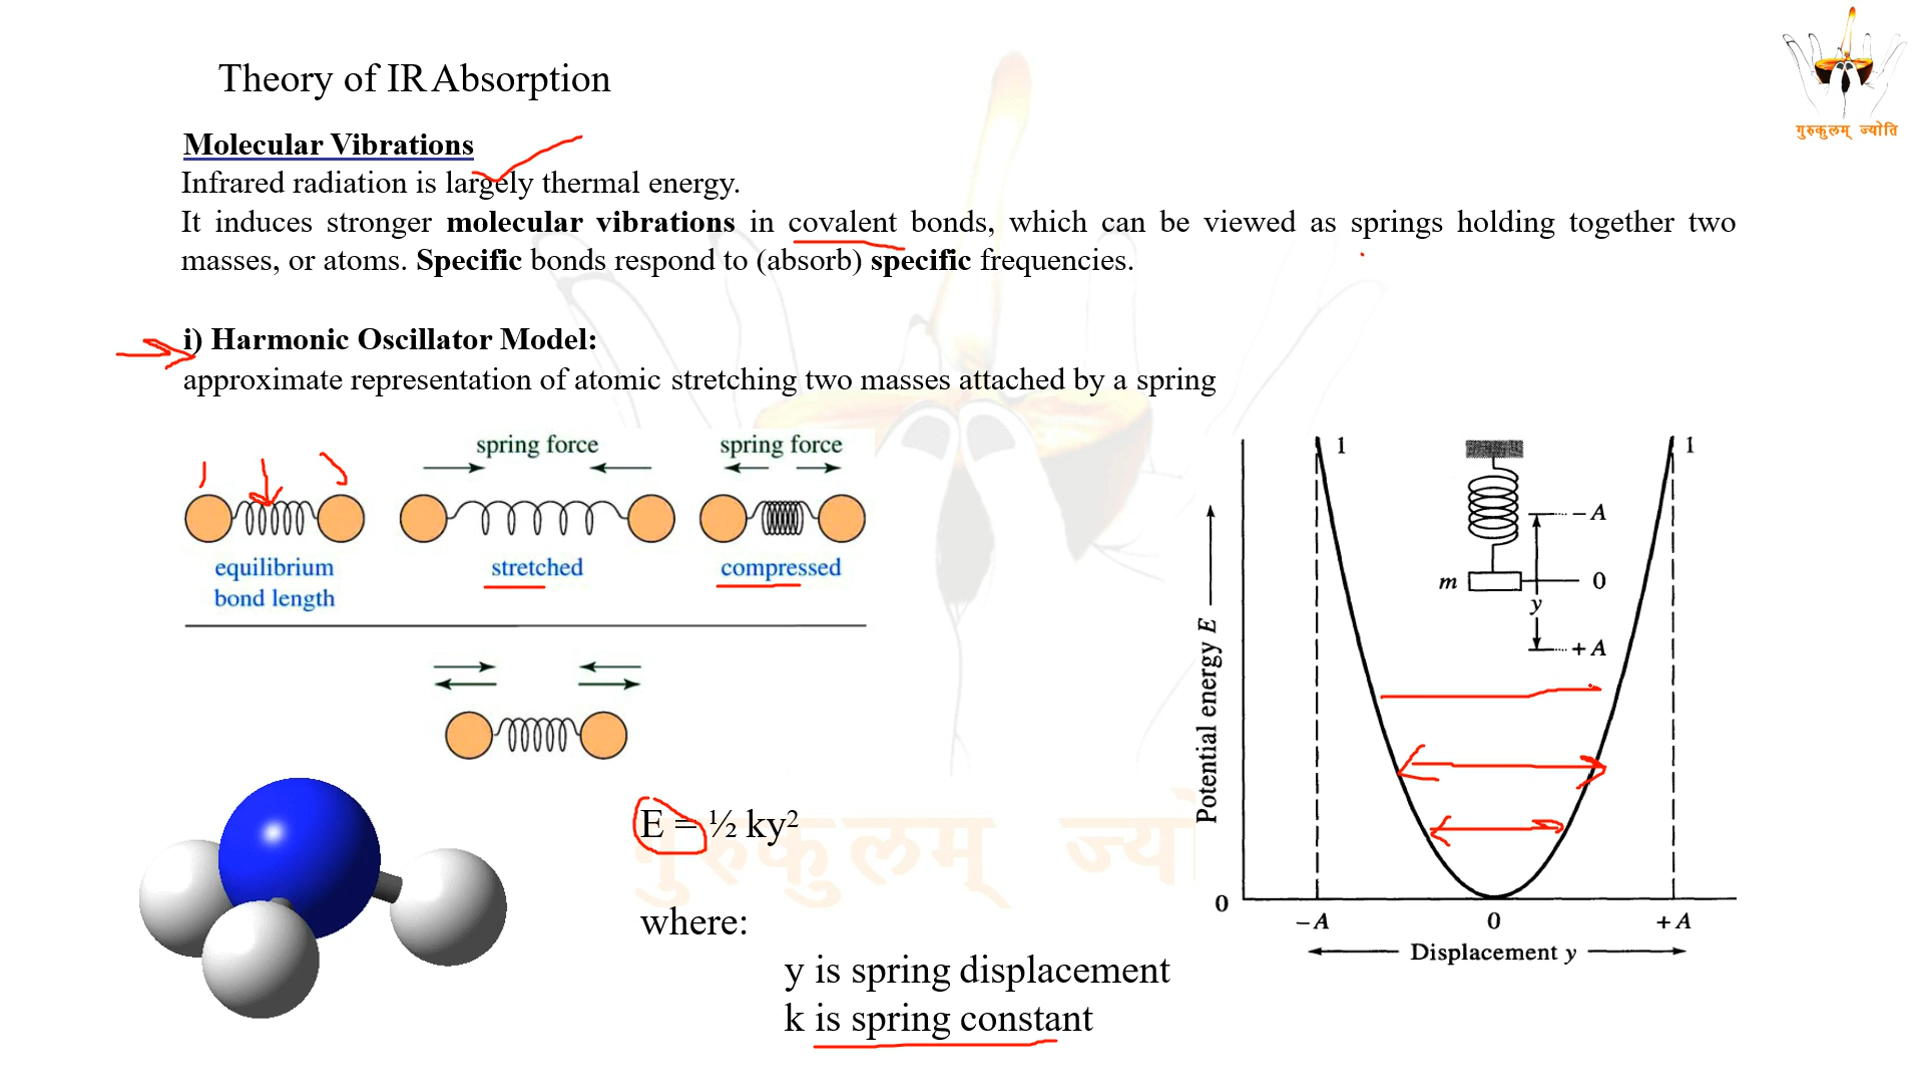 Theory of IR Absorption
गुरुकुलम् ज्योति
Molecular Vibrations
Infrared radiation is largely thermal energy.
It induces stronger molecular vibrations in covalent bonds, which can be viewed as springs holding together two
masses, or atoms. Specific bonds respond to (absorb) specific frequencies.
i) Harmonic Oscillator Model:
approximate representation of atomic stretching two masses attached by a spring
spring force
spring force
equilibrium
bond length
stretched
compressed
E = ½ ky²
where:
y is spring displacement
k is spring constant
गुरुकुलम् ज्यो
Potential energy E
1
1
– A
m
0
y
+ A
0
– A
0
+ A
Displacement y